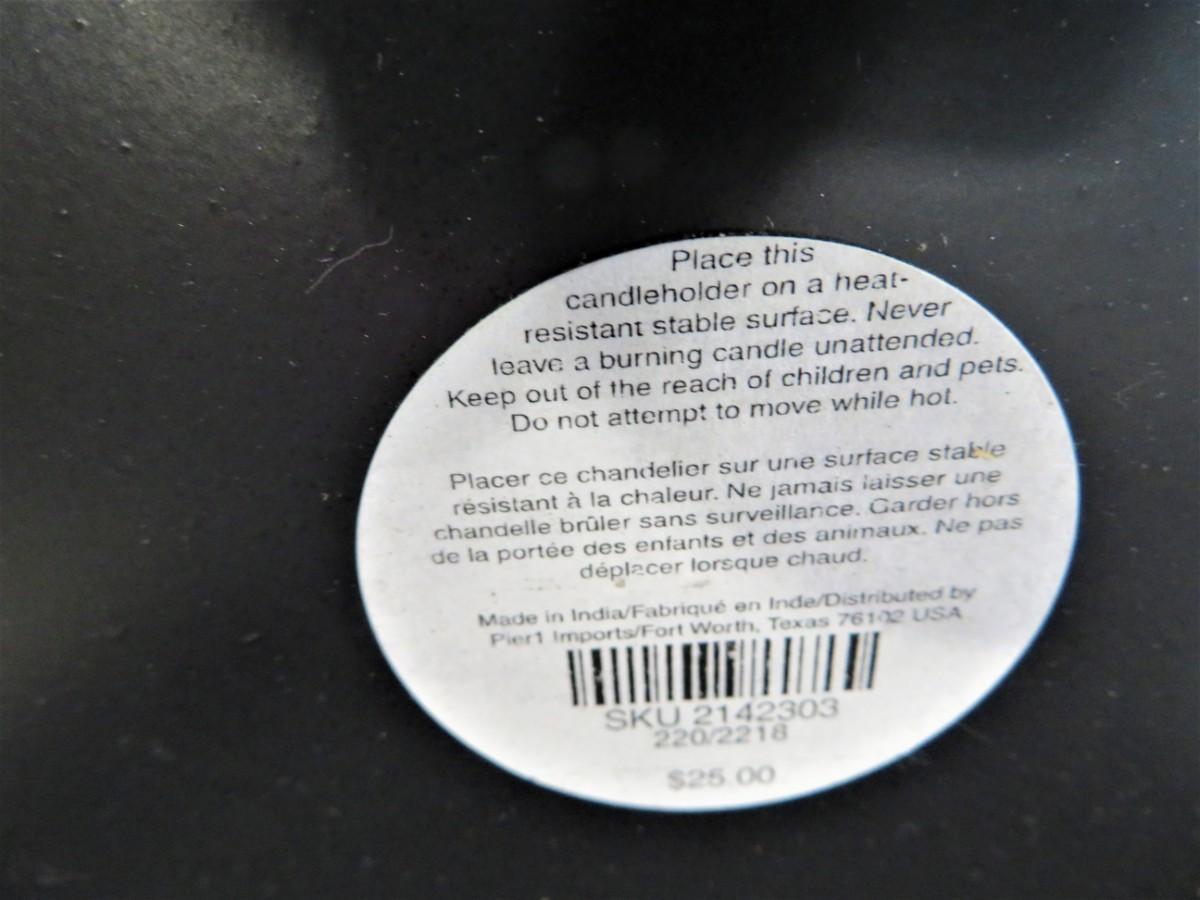 Place this
candleholder on a heat-
resistant stable surface. Never
leave a burning candle unattended.
Keep out of the reach of children and pets.
Do not attempt to move while hot.
Placer ce chandelier sur une surface stable
résistant à la chaleur. Ne jamais laisser une
chandelle brûler sans surveillance. Garder hors
de la portée des enfants et des animaux. Ne pas
déplacer lorsque chaud.
Made in India/Fabriqué en Inde/Distributed by
Pier1 Imports/Fort Worth, Texas 76102 USA
SKU 2142303
220/2218
$25.00